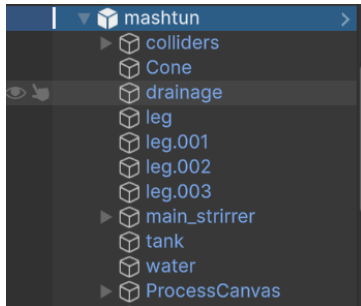 mashtun
colliders
Cone
drainage
leg
leg.001
leg.002
leg.003
main_strirrer
tank
water
ProcessCanvas